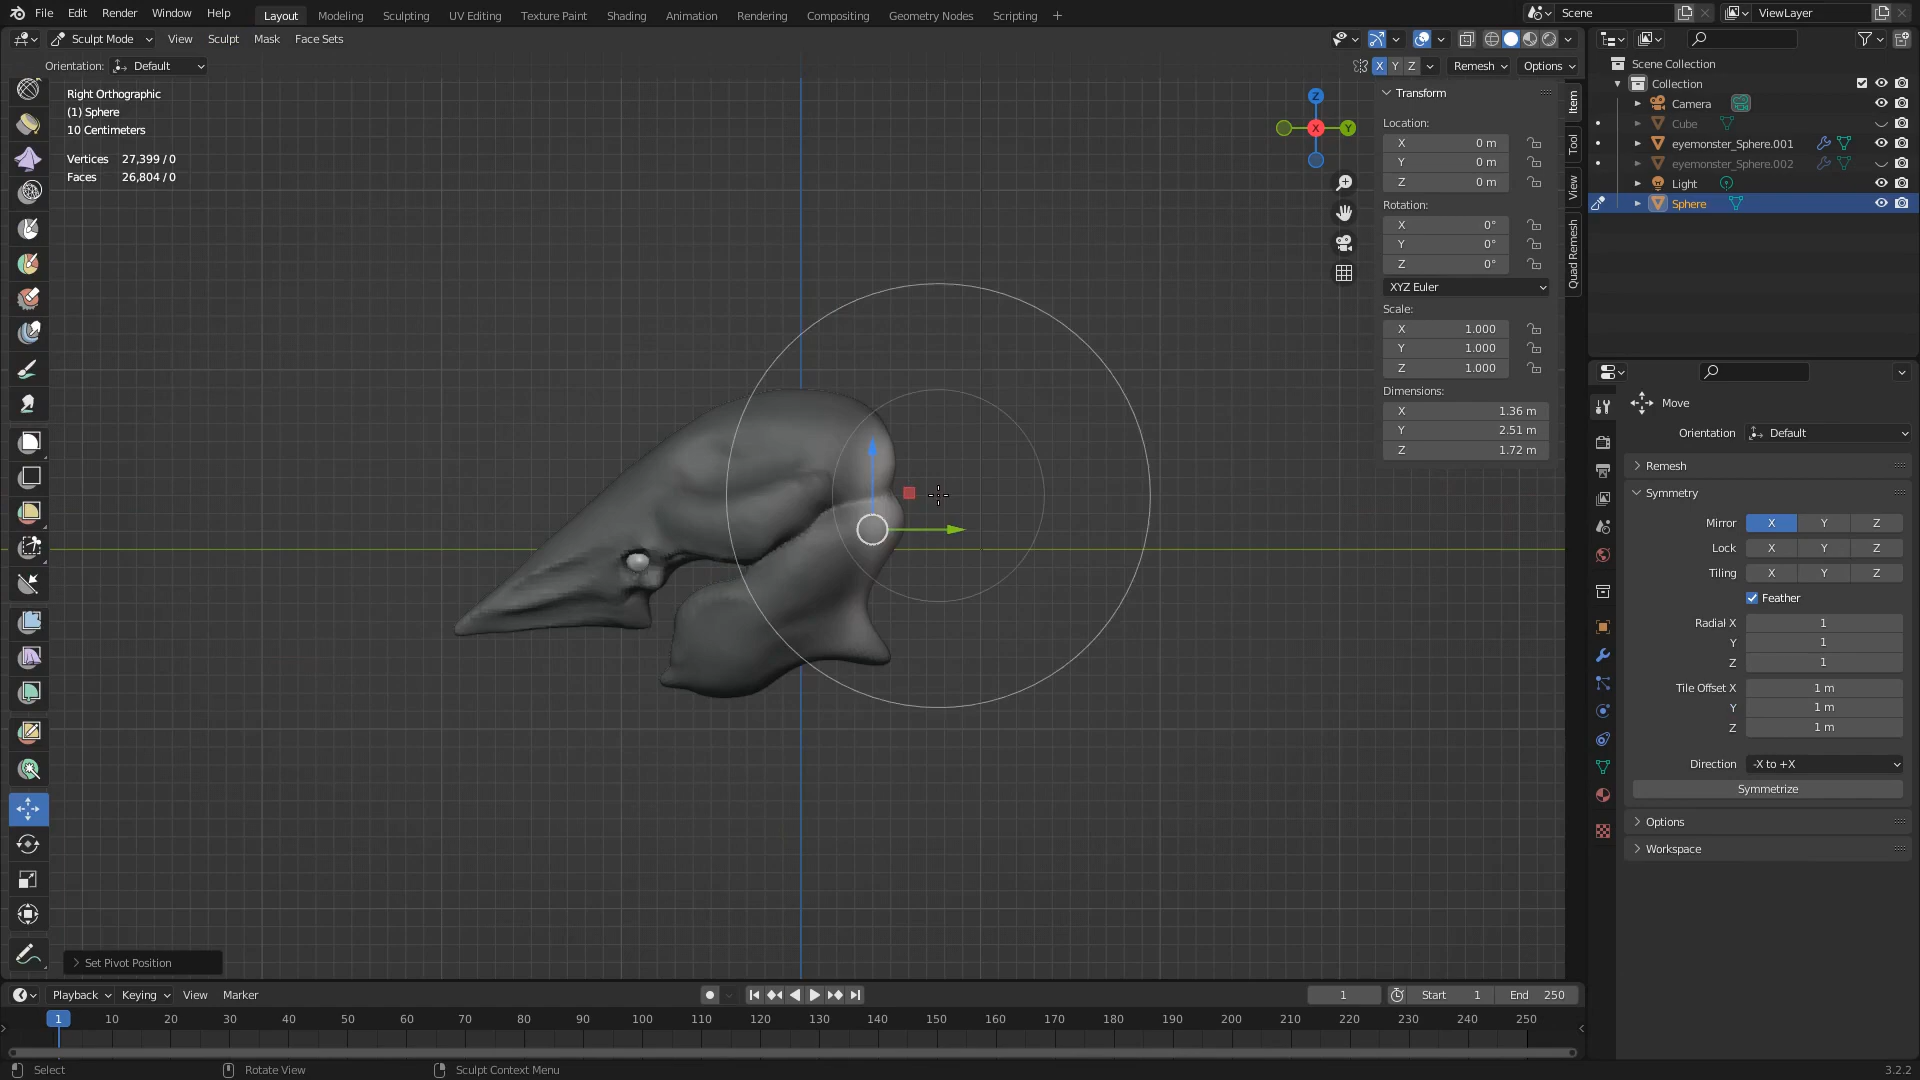 File Edit Render Window Help Layout Modeling Sculpting UV Editing Texture Paint Shading Animation Rendering Compositing Geometry Nodes Scripting + Scene ViewLayer
Sculpt Mode View Sculpt Mask Face Sets
Orientation: Default X Y Z Remesh Options
Right Orthographic
(1) Sphere
10 Centimeters
Vertices 27,399 / 0
Faces 26,804 / 0
Z
X
Y
Transform
Location:
X 0 m
Y 0 m
Z 0 m
Rotation:
X 0°
Y 0°
Z 0°
XYZ Euler
Scale:
X 1.000
Y 1.000
Z 1.000
Dimensions:
X 1.36 m
Y 2.51 m
Z 1.72 m
Item
Tool
View
Quad Remesh
Scene Collection
Collection
Camera
Cube
eyemonster_Sphere.001
eyemonster_Sphere.002
Light
Sphere
Move
Orientation Default
Remesh
Symmetry
Mirror X Y Z
Lock X Y Z
Tiling X Y Z
Feather
Radial X 1
Y 1
Z 1
Tile Offset X 1 m
Y 1 m
Z 1 m
Direction -X to +X
Symmetrize
Options
Workspace
Set Pivot Position
Playback Keying View Marker 1 Start 1 End 250
1 10 20 30 40 50 60 70 80 90 100 110 120 130 140 150 160 170 180 190 200 210 220 230 240 250
Select Rotate View Sculpt Context Menu 3.2.2